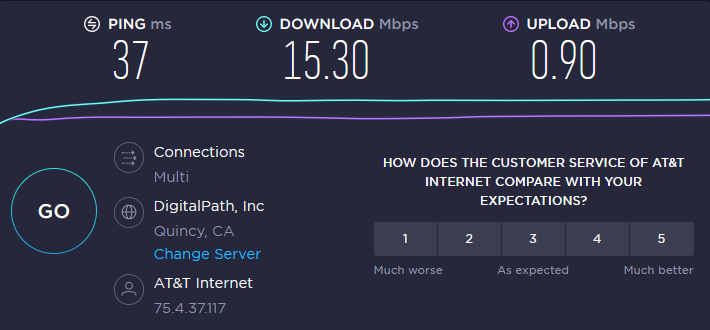 PING ms
DOWNLOAD Mbps
UPLOAD Mbps
37
15.30
0.90
GO
Connections
Multi
DigitalPath, Inc
Quincy, CA
Change Server
AT&T Internet
75.4.37.117
HOW DOES THE CUSTOMER SERVICE OF AT&T
INTERNET COMPARE WITH YOUR
EXPECTATIONS?
1 2 3 4 5
Much worse As expected Much better